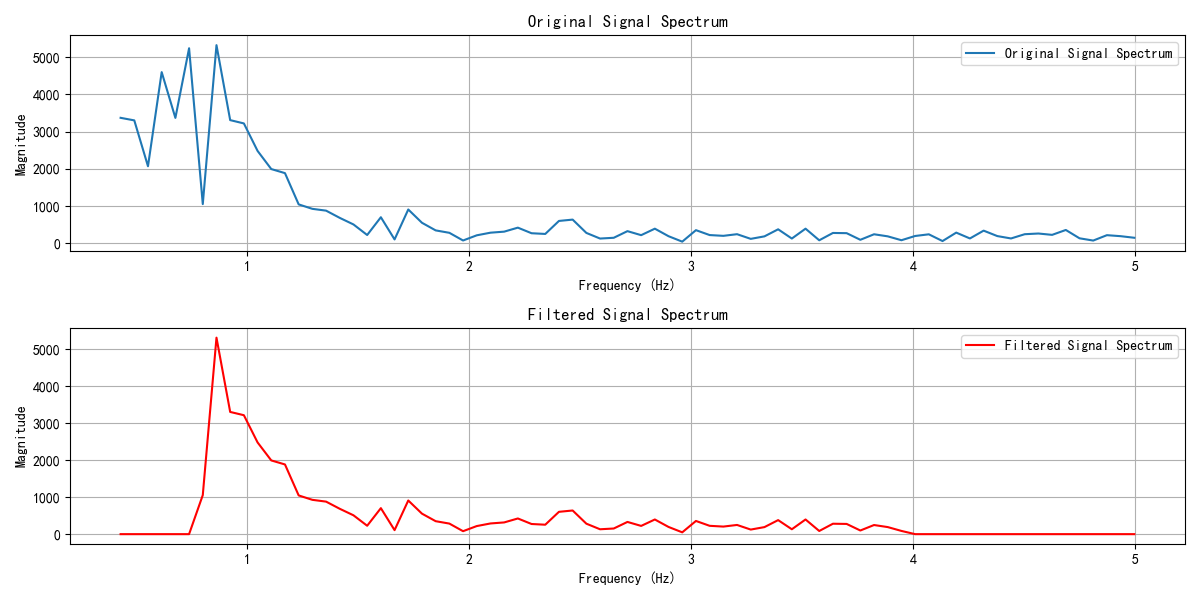 Original Signal Spectrum
Original Signal Spectrum
5000
4000
3000
2000
1000
0
Magnitude
1 2 3 4 5
Frequency (Hz)
Filtered Signal Spectrum
Filtered Signal Spectrum
5000
4000
3000
2000
1000
0
Magnitude
1 2 3 4 5
Frequency (Hz)